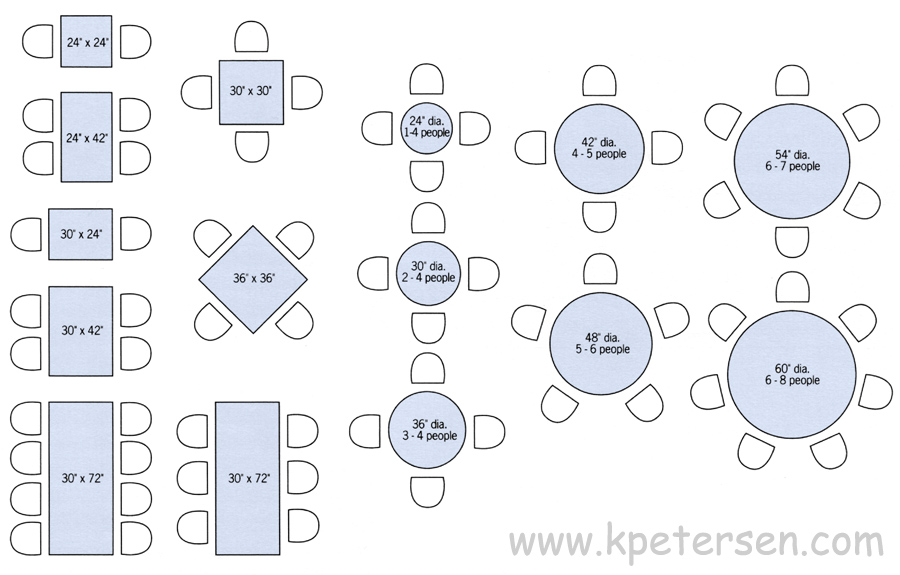 24" x 24"
24" x 42"
30" x 24"
30" x 42"
30" x 72"
30" x 30"
36" x 36"
30" x 72"
24" dia.
1-4 people
30" dia.
2 - 4 people
36" dia.
3 - 4 people
42" dia.
4 - 5 people
48" dia.
5 - 6 people
54" dia.
6 - 7 people
60" dia.
6 - 8 people
www.kpetersen.com